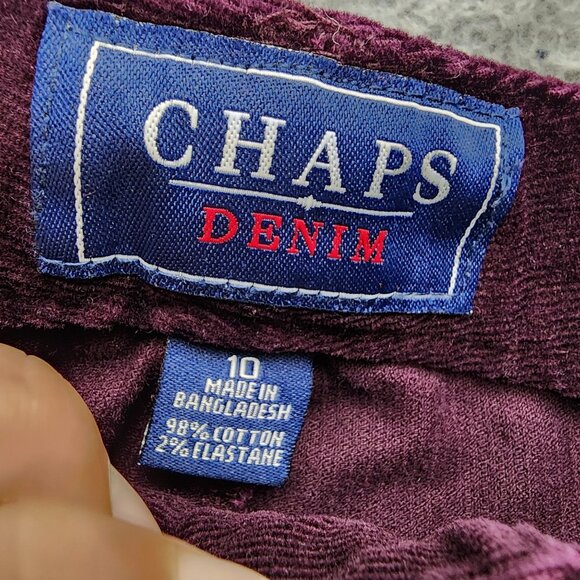 CHAPS
DENIM
10
MADE IN
BANGLADESH
98% COTTON
2% ELASTANE